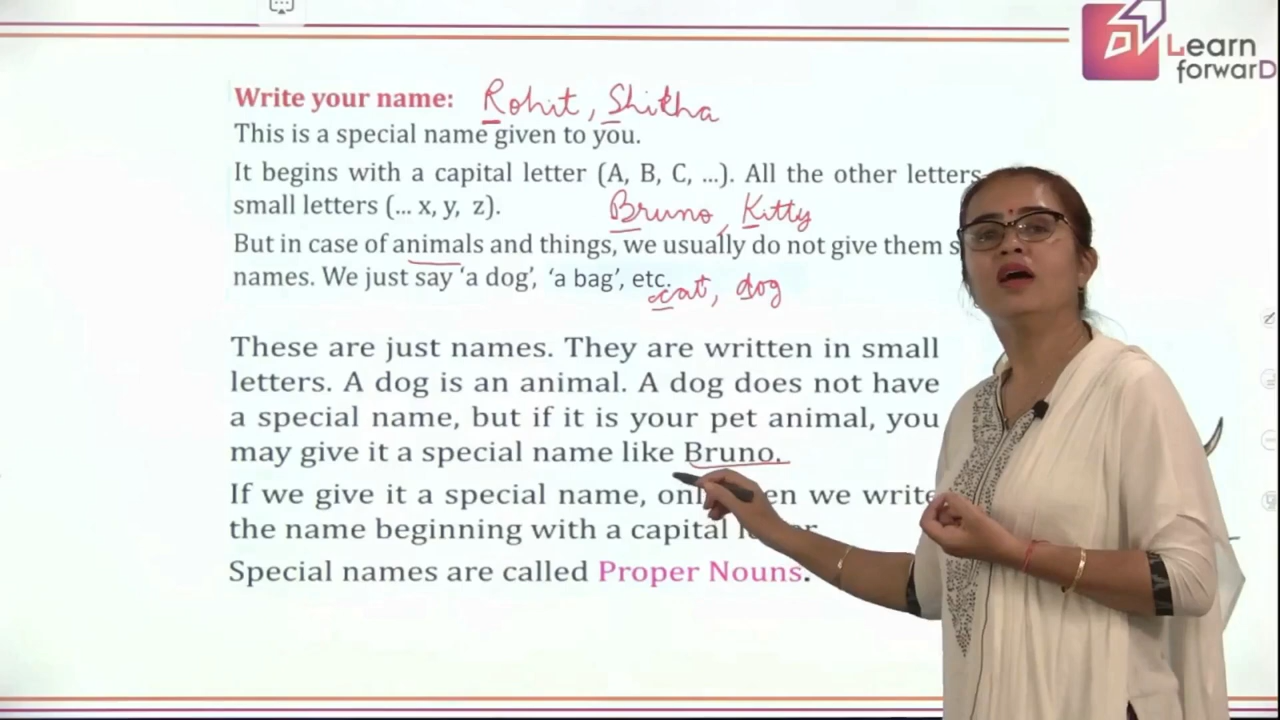 Learn
forwarD
Write your name: Rohit, Shikha
This is a special name given to you.
It begins with a capital letter (A, B, C, ...). All the other letters
small letters (... x, y, z).
Bruno, Kitty
But in case of animals and things, we usually do not give them s
names. We just say ‘a dog’, ‘a bag’, etc.
cat, dog
These are just names. They are written in small
letters. A dog is an animal. A dog does not have
a special name, but if it is your pet animal, you
may give it a special name like Bruno.
If we give it a special name, only we write
the name beginning with a capital
Special names are called Proper Nouns.